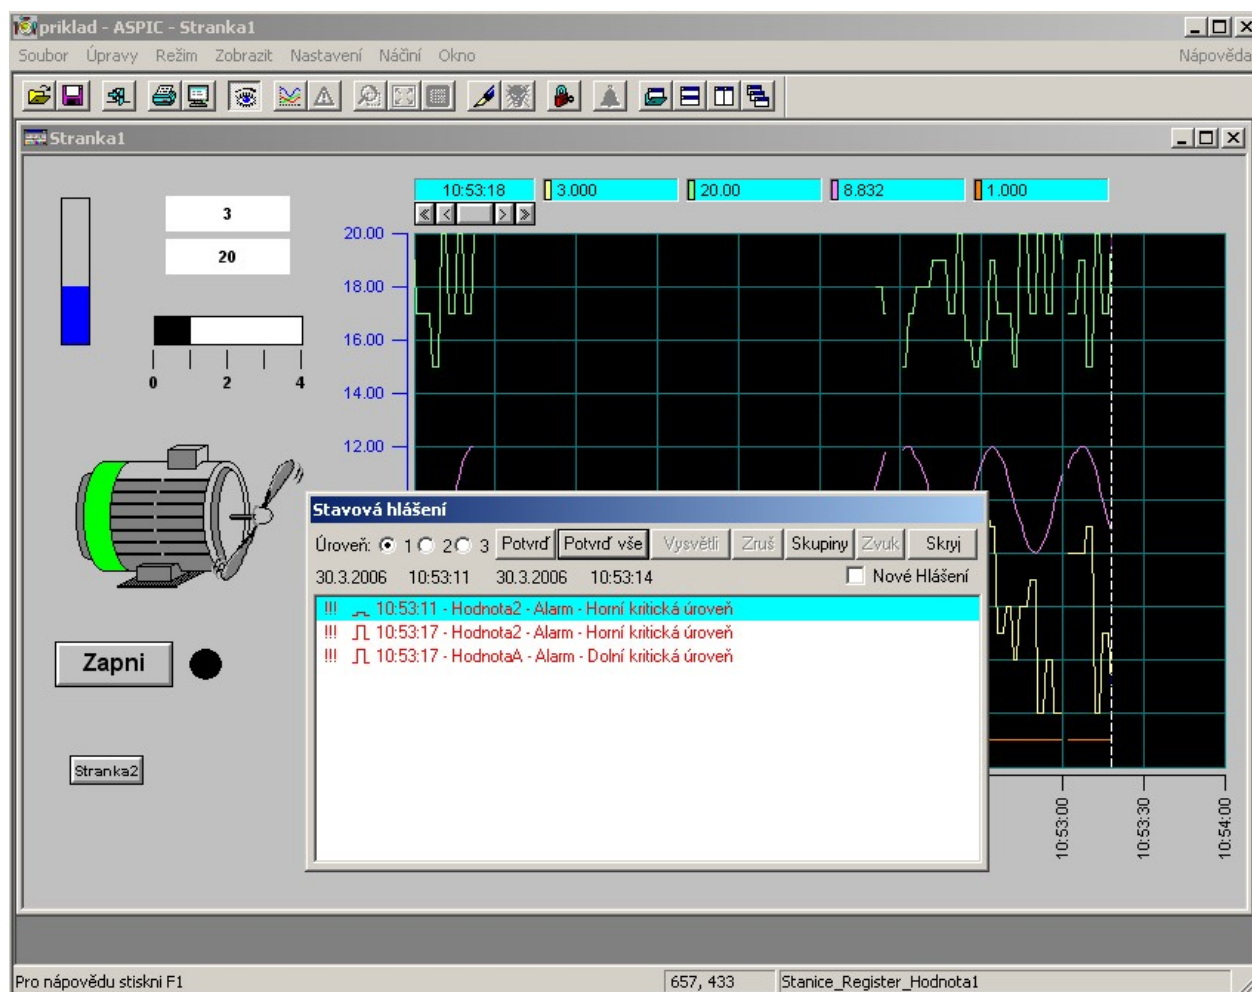 priklad - ASPIC - Stranka1
Soubor Úpravy Režim Zobrazit Nastavení Náčiní Okno Nápověda
Stranka1
10:53:18 3.000 20.00 8.832 1.000
3
20
20.00
18.00
16.00
14.00
12.00
0 2 4
Stavová hlášení
Úroveň: 1 2 3 Potvrď Potvrď vše Vysvětli Zruš Skupiny Zvuk Skryj
30.3.2006 10:53:11 30.3.2006 10:53:14 Nové Hlášení
!!! 10:53:11 - Hodnota2 - Alarm - Horní kritická úroveň
!!! 10:53:17 - Hodnota2 - Alarm - Horní kritická úroveň
!!! 10:53:17 - HodnotaA - Alarm - Dolní kritická úroveň
Zapni
Stranka2
10:53:00
10:53:30
10:54:00
Pro nápovědu stiskni F1 657, 433 Stanice_Register_Hodnota1